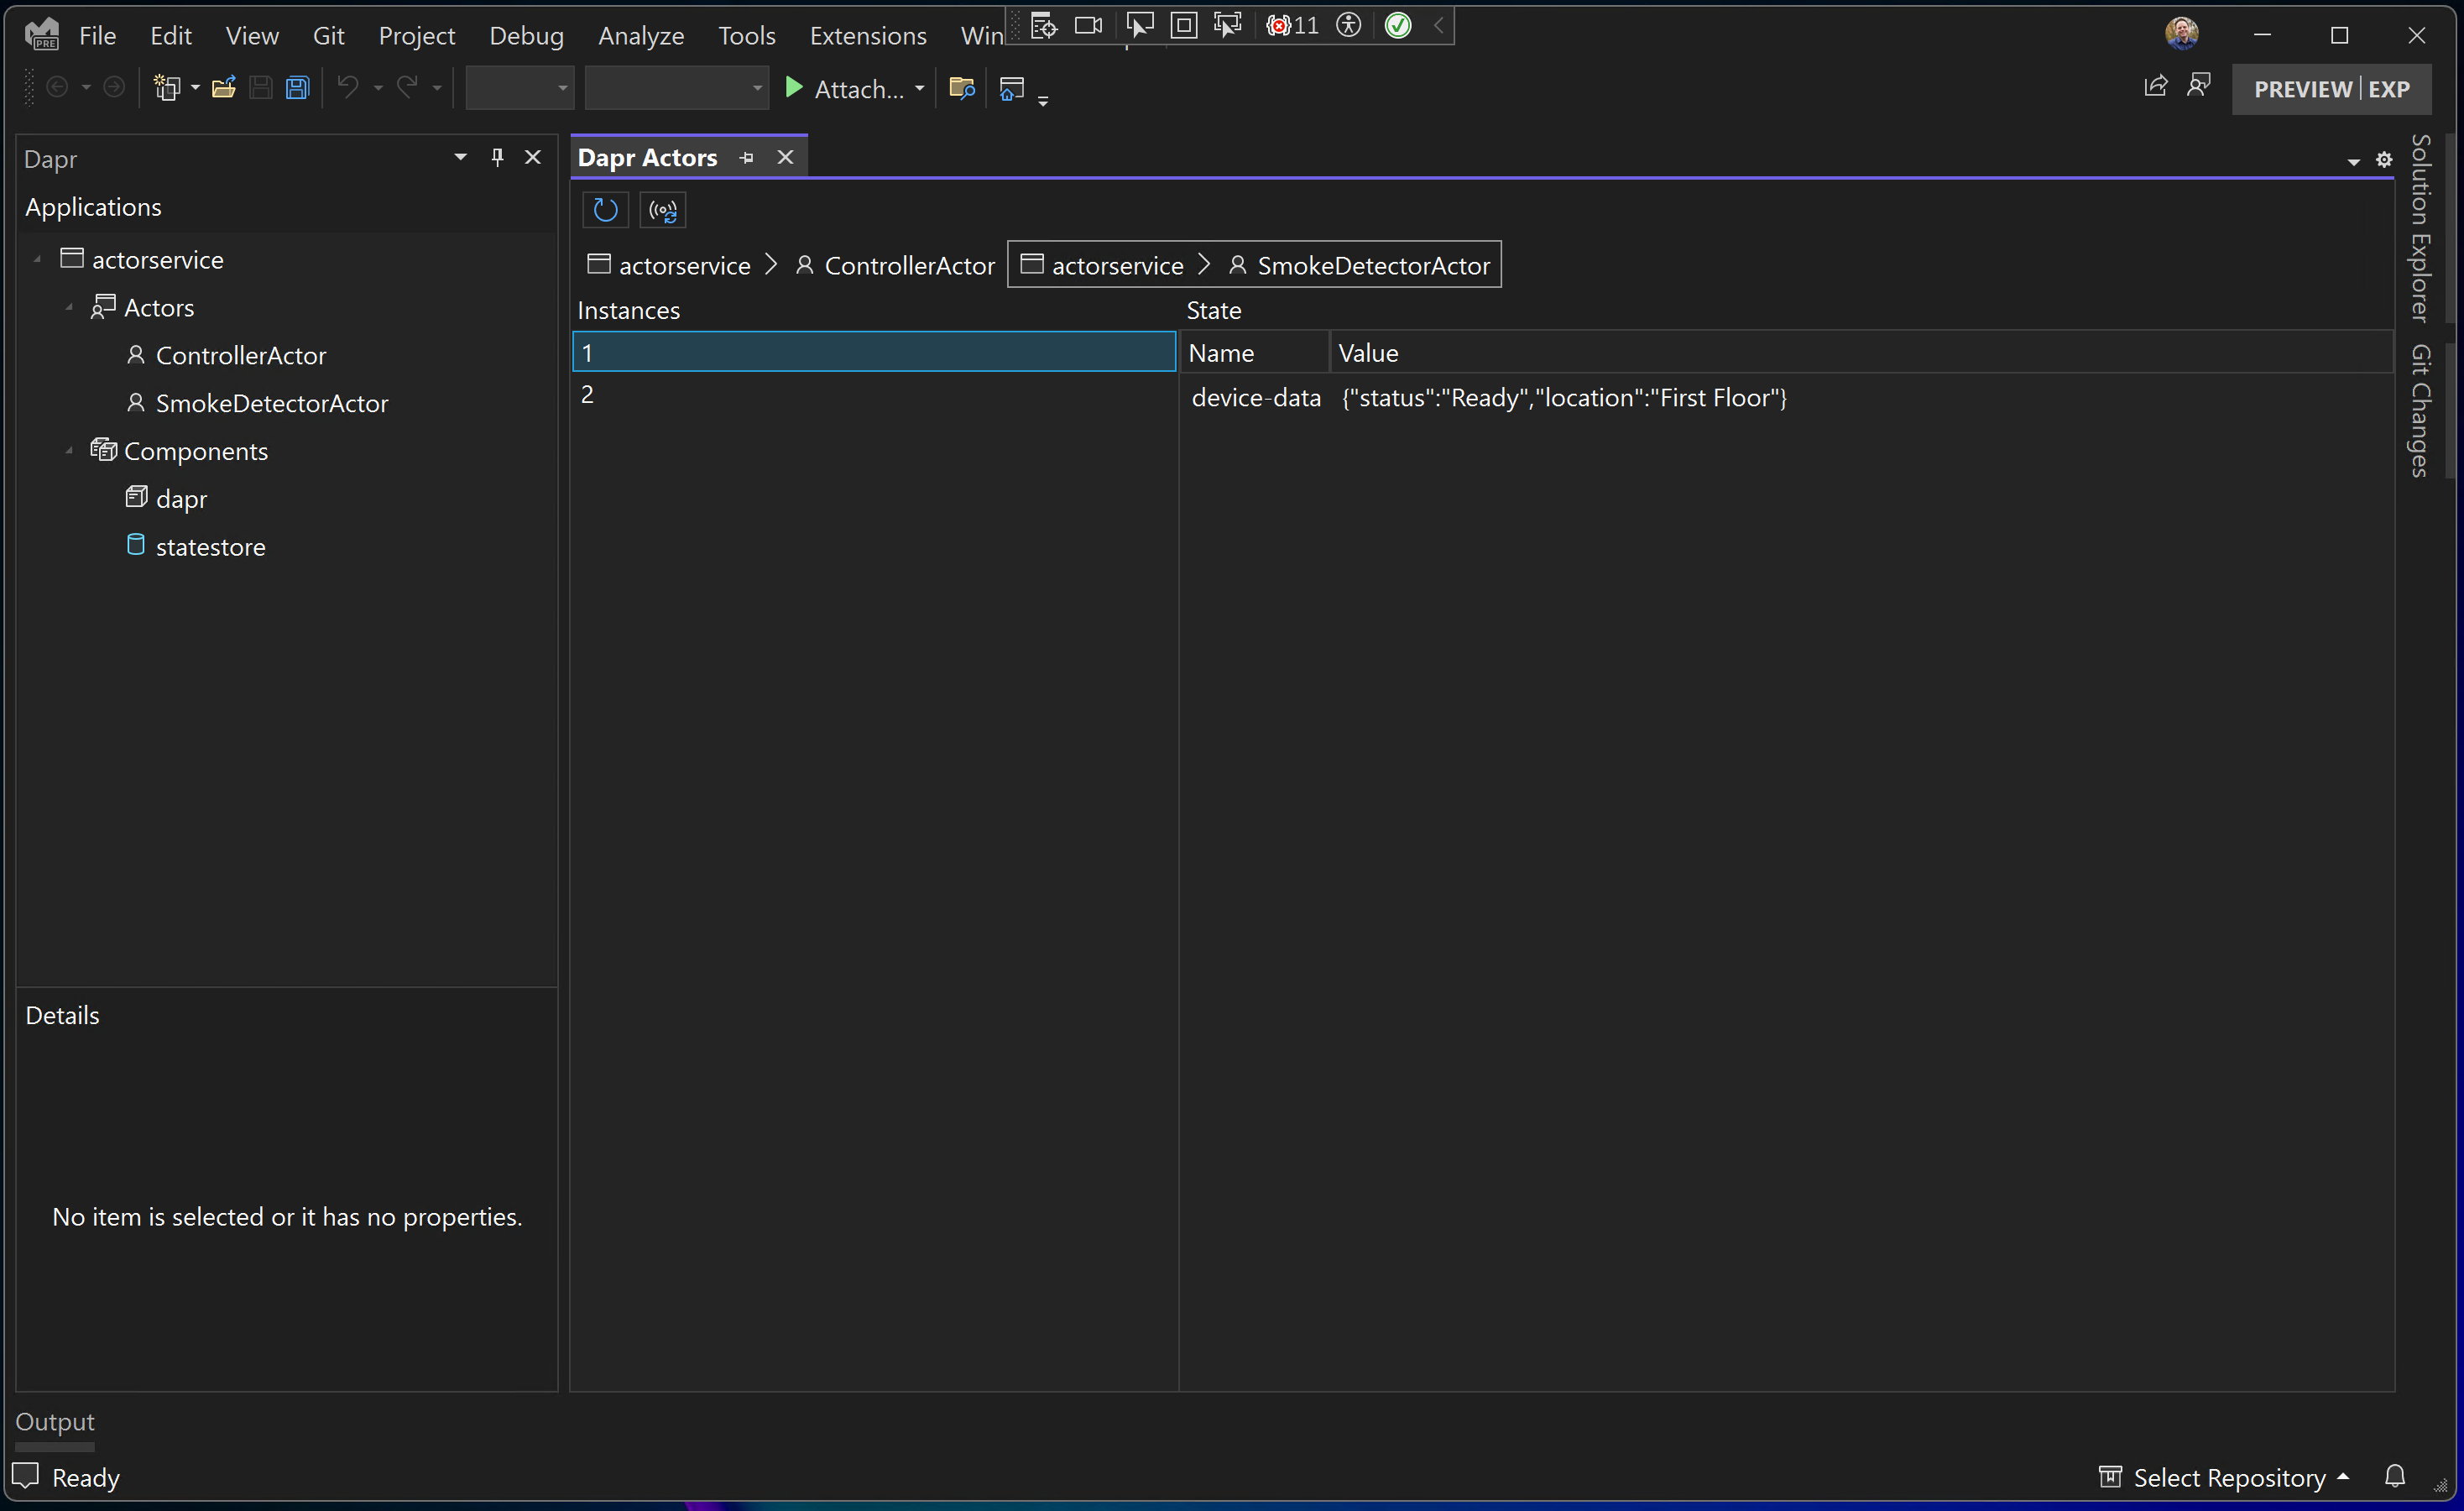 PRE File Edit View Git Project Debug Analyze Tools Extensions Win 11
Attach... PREVIEW | EXP
Dapr
Applications
actorservice
Actors
ControllerActor
SmokeDetectorActor
Components
dapr
statestore
Details
No item is selected or it has no properties.
Dapr Actors
actorservice ControllerActor actorservice SmokeDetectorActor
Instances
1
2
State
Name Value
device-data {"status":"Ready","location":"First Floor"}
Solution Explorer
Git Changes
Output
Ready Select Repository